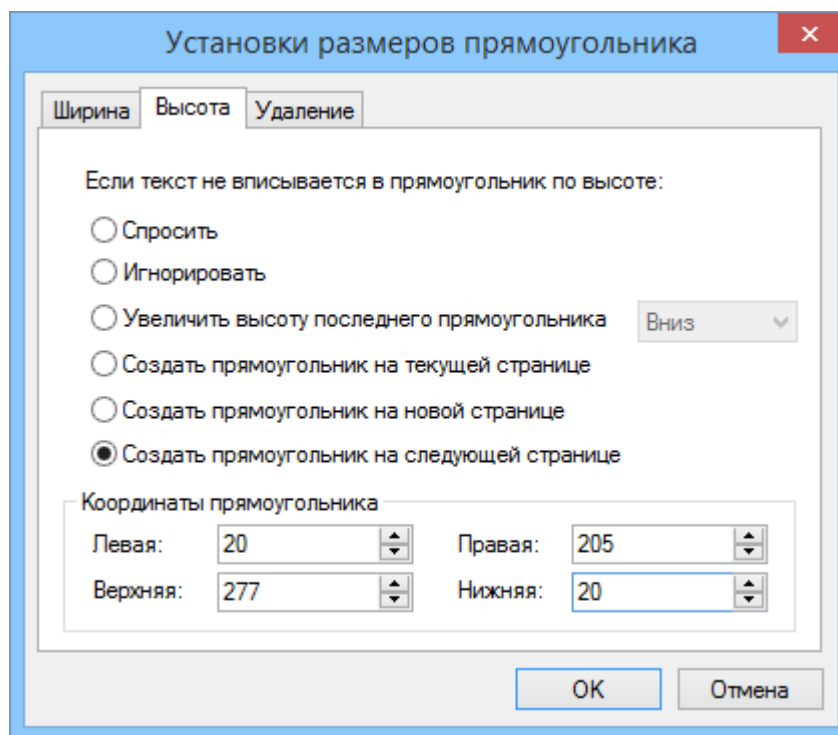 Установки размеров прямоугольника
Ширина Высота Удаление
Если текст не вписывается в прямоугольник по высоте:
Спросить
Игнорировать
Увеличить высоту последнего прямоугольника Вниз
Создать прямоугольник на текущей странице
Создать прямоугольник на новой странице
Создать прямоугольник на следующей странице
Координаты прямоугольника
Левая: 20 Правая: 205
Верхняя: 277 Нижняя: 20
OK Отмена